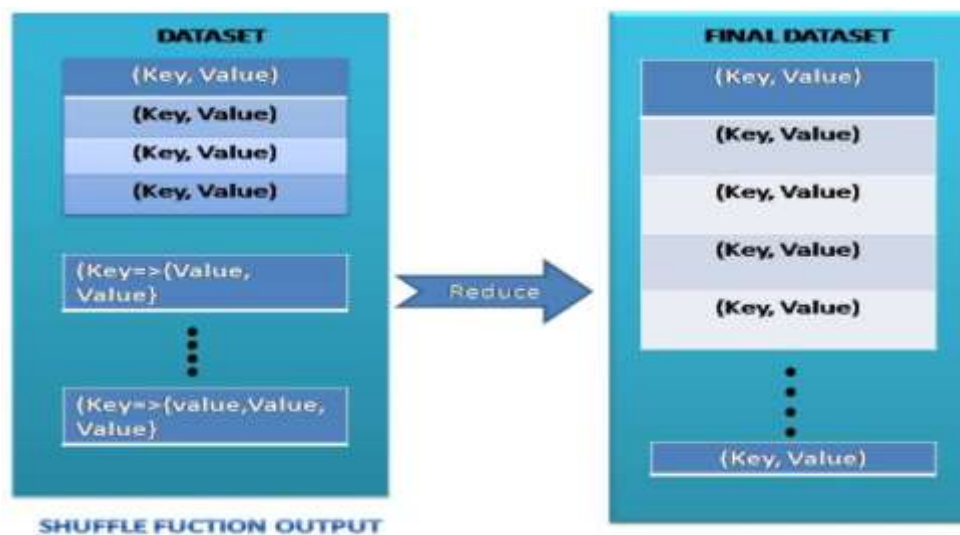 DATASET
(Key, Value)
(Key, Value)
(Key, Value)
(Key, Value)
(Key=>{Value,
Value}
(Key=>{value,Value,
Value}
SHUFFLE FUCTION OUTPUT
Reduce
FINAL DATASET
(Key, Value)
(Key, Value)
(Key, Value)
(Key, Value)
(Key, Value)
(Key, Value)